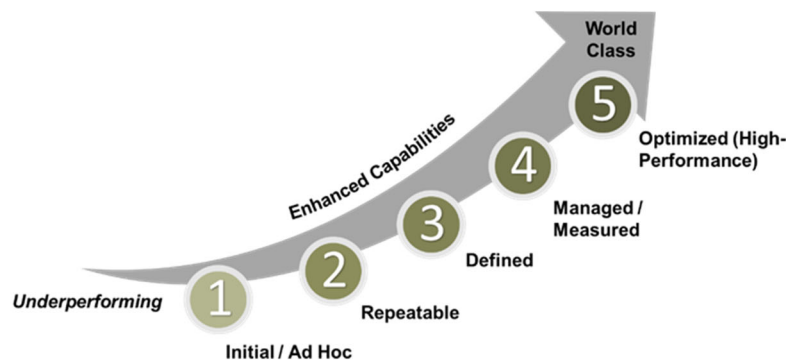 World
Class
5
Optimized (High-
Performance)
Enhanced Capabilities
4
Managed /
Measured
3
Defined
2
Repeatable
Underperforming
1
Initial / Ad Hoc